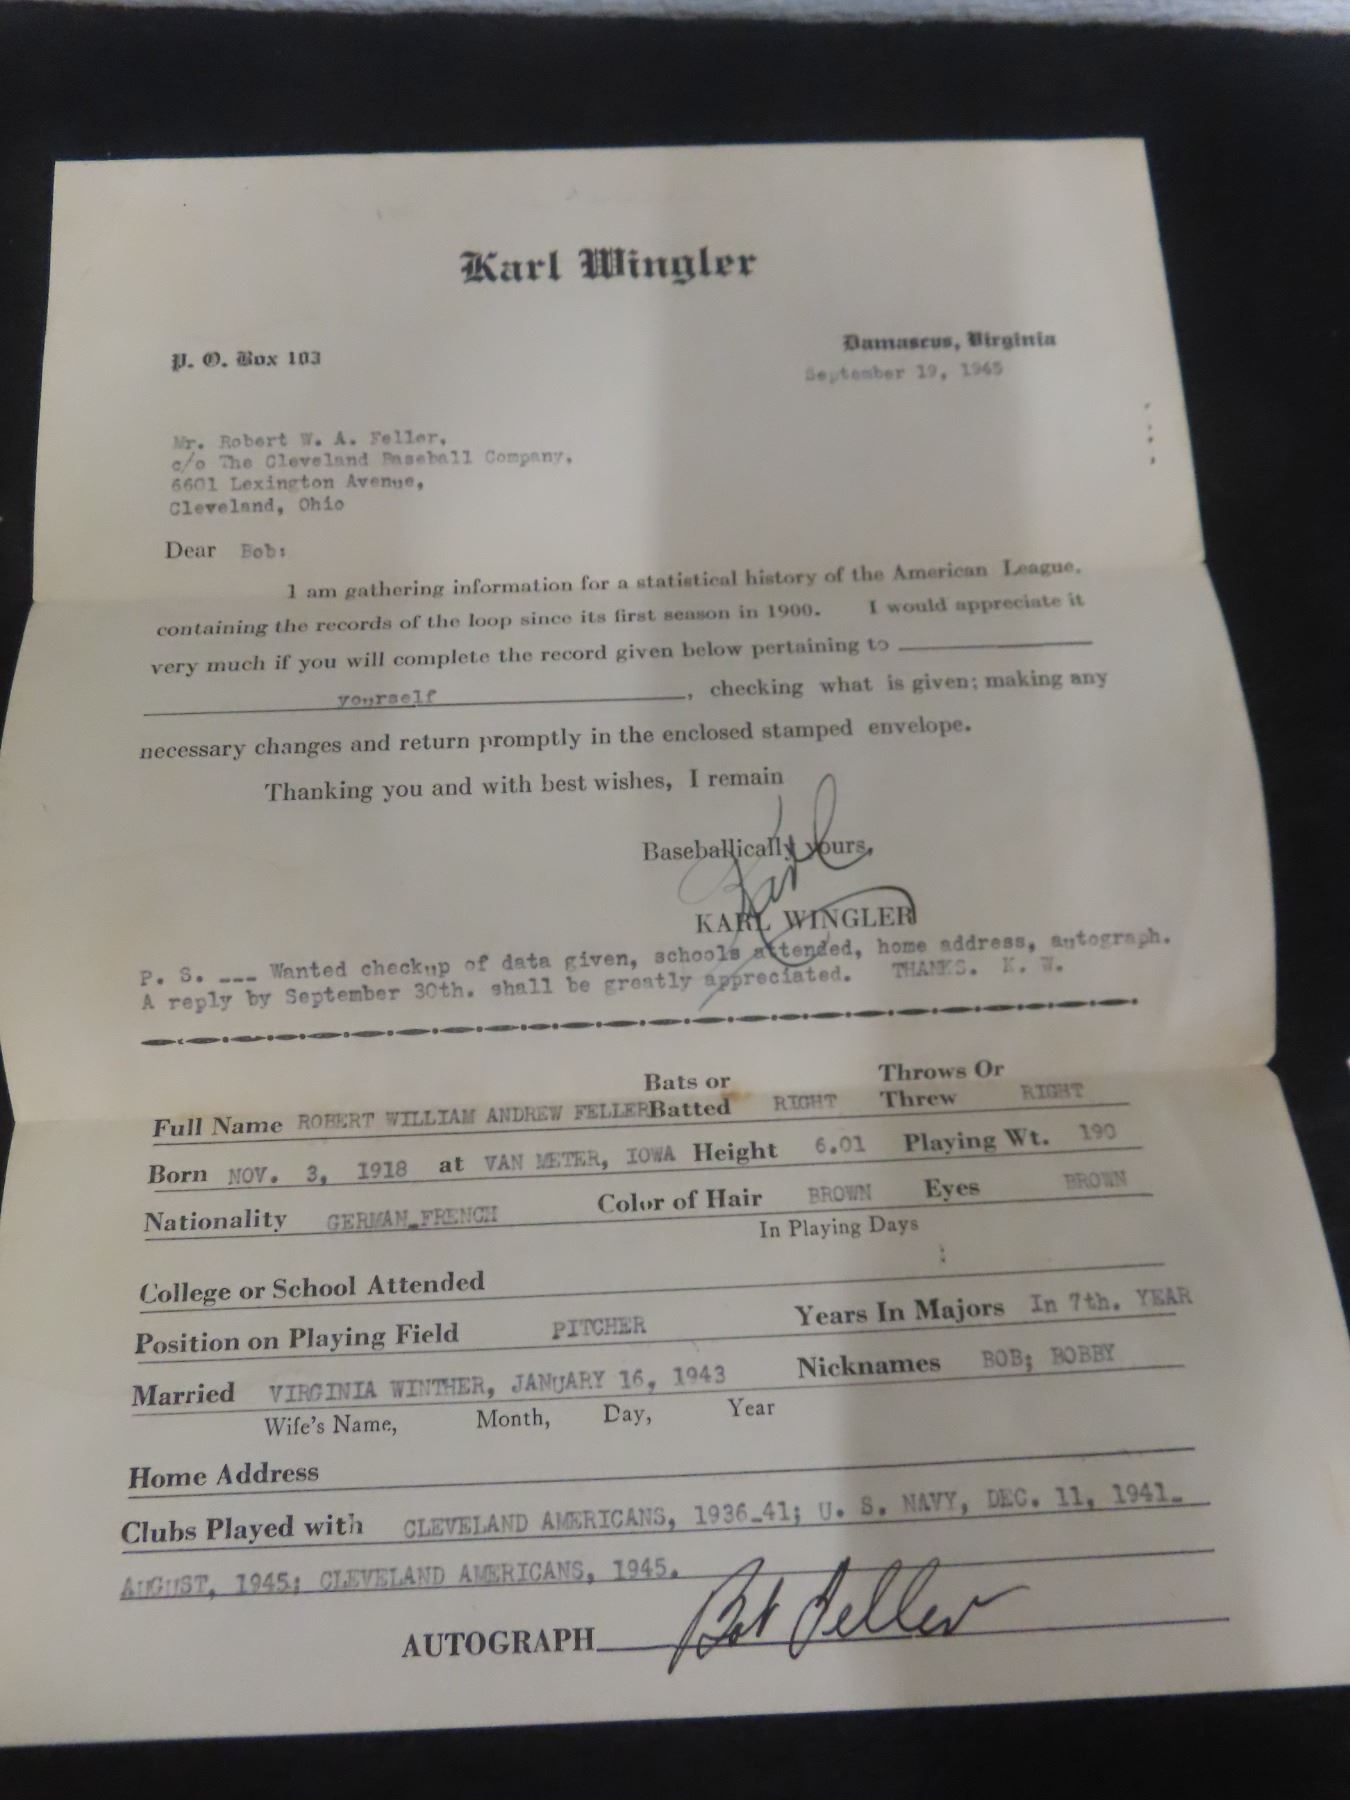 Karl Wingler
P. O. Box 103
Damascus, Virginia
September 19, 1945
Mr. Robert W. A. Feller,
c/o The Cleveland Baseball Company,
6601 Lexington Avenue,
Cleveland, Ohio
Dear Bob:
I am gathering information for a statistical history of the American League,
containing the records of the loop since its first season in 1900. I would appreciate it
very much if you will complete the record given below pertaining to
yourself, checking what is given; making any
necessary changes and return promptly in the enclosed stamped envelope.
Thanking you and with best wishes, I remain
Baseballically yours,
Karl
KARL WINGLER
P. S. --- Wanted checkup of data given, schools attended, home address, autograph.
A reply by September 30th. shall be greatly appreciated. THANKS. K. W.
Bats or Throws Or
Full Name ROBERT WILLIAM ANDREW FELLER Batted RIGHT Threw RIGHT
Born NOV. 3, 1918 at VAN METER, IOWA Height 6.01 Playing Wt. 190
Nationality GERMAN-FRENCH Color of Hair BROWN Eyes BROWN
In Playing Days
College or School Attended
Position on Playing Field PITCHER Years In Majors In 7th. YEAR
Married VIRGINIA WINTHER, JANUARY 16, 1943 Nicknames BOB; BOBBY
Wife's Name, Month, Day, Year
Home Address
Clubs Played with CLEVELAND AMERICANS, 1936-41; U. S. NAVY, DEC. 11, 1941-
AUGUST, 1945; CLEVELAND AMERICANS, 1945.
AUTOGRAPH Bob Feller